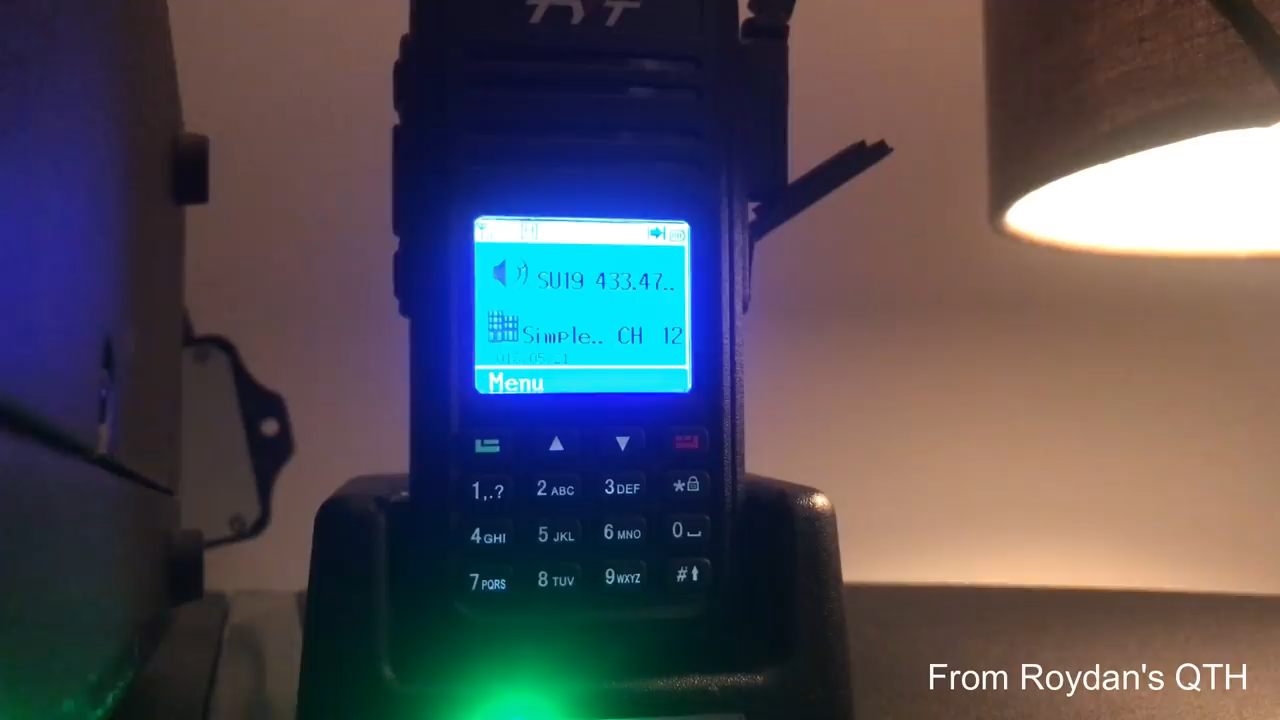 TYT
SU19 433.47..
Simple.. CH 12
Menu
1,.? 2 ABC 3 DEF *
4 GHI 5 JKL 6 MNO 0
7 PQRS 8 TUV 9 WXYZ #
From Roydan's QTH